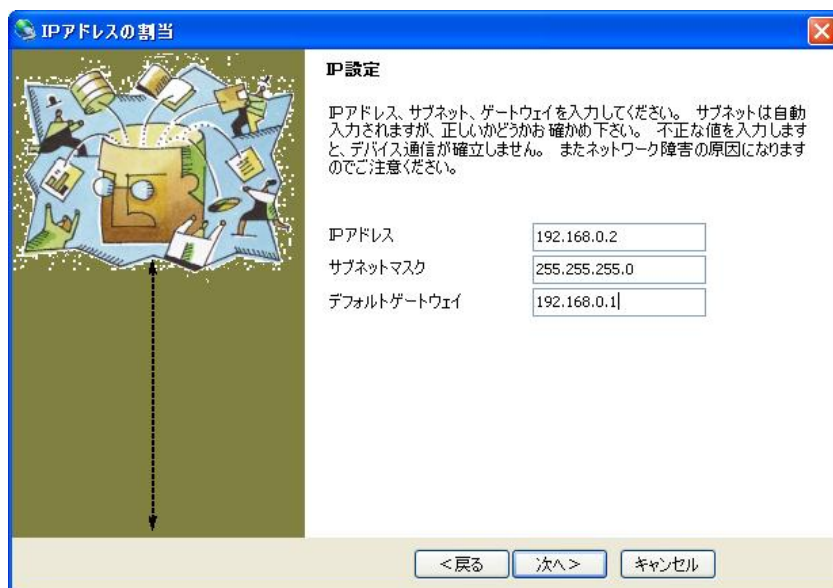 IPアドレスの割当
IP設定
IPアドレス、サブネット、ゲートウェイを入力してください。 サブネットは自動
入力されますが、正しいかどうかお確かめ下さい。 不正な値を入力します
と、デバイス通信が確立しません。 またネットワーク障害の原因になります
のでご注意ください。
IPアドレス 192.168.0.2
サブネットマスク 255.255.255.0
デフォルトゲートウェイ 192.168.0.1
<戻る 次へ> キャンセル